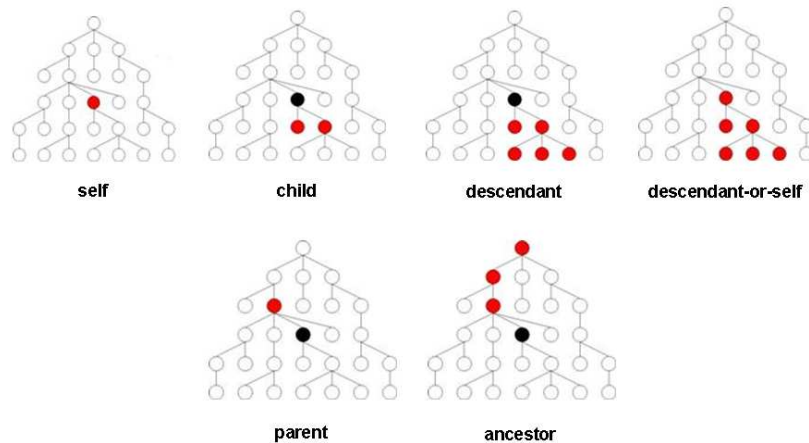 self
child
descendant
descendant-or-self
parent
ancestor